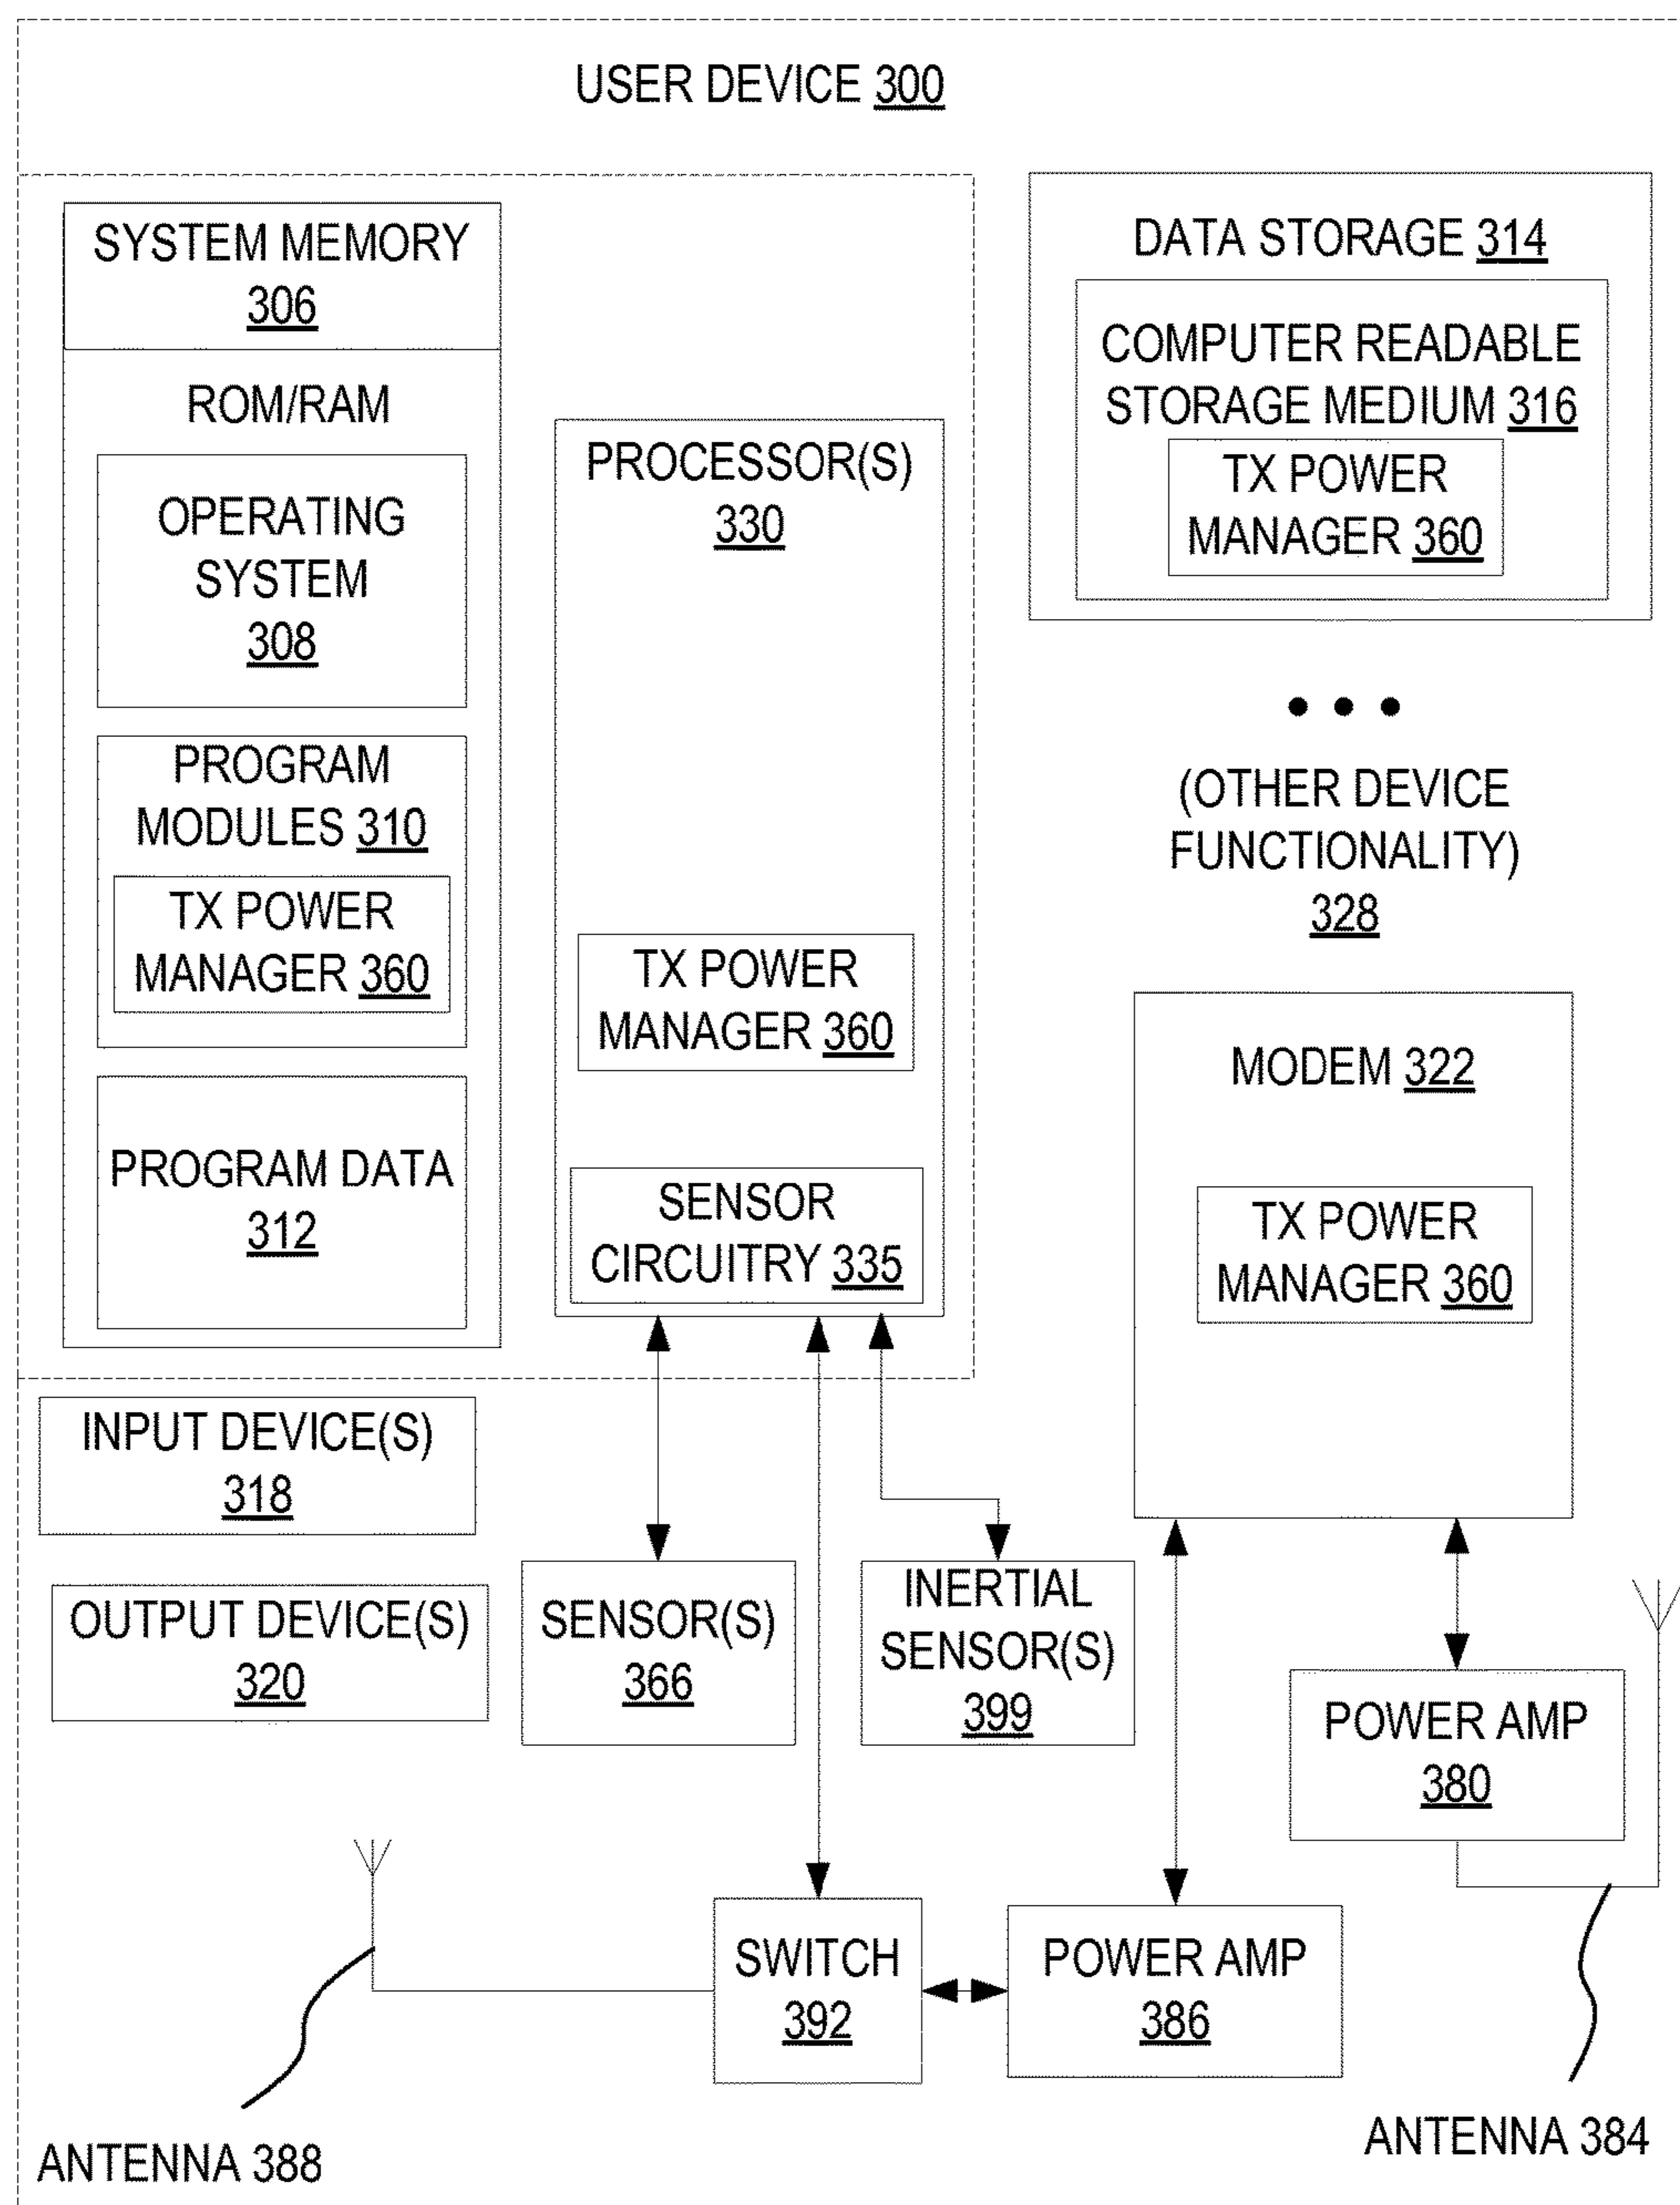 USER DEVICE 300
SYSTEM MEMORY
306
ROM/RAM
OPERATING
SYSTEM
308
PROGRAM
MODULES 310
TX POWER
MANAGER 360
PROGRAM DATA
312
PROCESSOR(S)
330
TX POWER
MANAGER 360
SENSOR
CIRCUITRY 335
DATA STORAGE 314
COMPUTER READABLE
STORAGE MEDIUM 316
TX POWER
MANAGER 360
• • •
(OTHER DEVICE
FUNCTIONALITY)
328
MODEM 322
TX POWER
MANAGER 360
INPUT DEVICE(S)
318
OUTPUT DEVICE(S)
320
SENSOR(S)
366
INERTIAL
SENSOR(S)
399
POWER AMP
380
SWITCH
392
POWER AMP
386
ANTENNA 388
ANTENNA 384